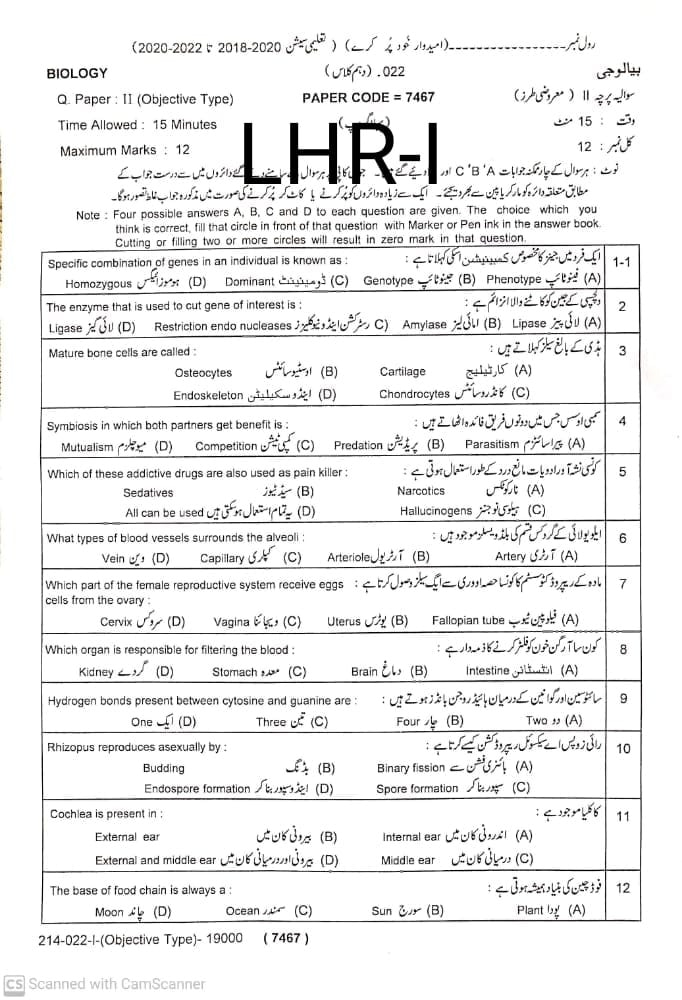 رول نمبر ------------------ (امیدوار خود پُر کرے) (تعلیمی سیشن 2018-2020 تا 2020-2022)
BIOLOGY 022. (دہم کلاس) بیالوجی
Q. Paper : II (Objective Type) PAPER CODE = 7467 سوالیہ پرچہ II (معروضی طرز)
Time Allowed : 15 Minutes وقت : 15 منٹ
LHR-I
Maximum Marks : 12 کل نمبر : 12
نوٹ : ہر سوال کے چار ممکنہ جوابات C 'B 'A اور میں سے درست جواب کے
مطابق متعلقہ دائرہ کو مارکر یا پین سے بھر دیجئے۔ ایک سے زیادہ دائروں کو پُر کرنے یا کاٹ کر پُر کرنے کی صورت میں مذکورہ جواب غلط تصور ہوگا۔
Note : Four possible answers A, B, C and D to each question are given. The choice which you
think is correct, fill that circle in front of that question with Marker or Pen ink in the answer book.
Cutting or filling two or more circles will result in zero mark in that question.
Specific combination of genes in an individual is known as : ایک فرد میں جینز کا مخصوص کمبینیشن اسکی کہلاتا ہے : 1-1
Homozygous ہوموزائیگس (D) Dominant ڈومینینٹ (C) Genotype جینوٹائپ (B) Phenotype فینوٹائپ (A)
The enzyme that is used to cut gene of interest is : دلچسپی کے جین کو کاٹنے والا انزائم ہے : 2
Ligase لائی گیز (D) Restriction endo nucleases رسٹرکشن اینڈو نیوکلیئیز C) Amylase امائی لیز (B) Lipase لائی پیز (A)
Mature bone cells are called : ہڈی کے بالغ سیلز کہلاتے ہیں : 3
Osteocytes اوسٹیوسائٹس (B) Cartilage کارٹیلیج (A)
Endoskeleton اینڈوسکیلیٹن (D) Chondrocytes کانڈروسائٹس (C)
Symbiosis in which both partners get benefit is : سمبی اوسس جس میں دونوں فریق فائدہ اٹھاتے ہیں : 4
Mutualism میوچلزم (D) Competition کمپی ٹیشن (C) Predation پریڈیشن (B) Parasitism پیراسائٹزم (A)
Which of these addictive drugs are also used as pain killer : کونسی نشہ آور ادویات مانع درد کے طور استعمال ہوتی ہے : 5
Sedatives سیڈیٹوز (B) Narcotics نارکوٹکس (A)
All can be used یہ تمام استعمال ہوسکتی ہیں (D) Hallucinogens ہیلوسی نوجنز (C)
What types of blood vessels surrounds the alveoli : ایلویولائی کے گرد کس قسم کی بلڈ ویسلز موجود ہیں : 6
Vein وین (D) Capillary کیپلری (C) Arteriole آرٹریول (B) Artery آرٹری (A)
Which part of the female reproductive system receive eggs مادہ کے ریپروڈکٹو سسٹم کا کونسا حصہ اووری سے ایگ سیلز وصول کرتا ہے : 7
cells from the ovary :
Cervix سروکس (D) Vagina ویجائنا (C) Uterus یوٹرس (B) Fallopian tube فیلوپین ٹیوب (A)
Which organ is responsible for filtering the blood : کون سا آرگن خون کو فلٹر کرنے کا ذمہ دار ہے : 8
Kidney گردے (D) Stomach معدہ (C) Brain دماغ (B) Intestine انٹسٹائن (A)
Hydrogen bonds present between cytosine and guanine are : سائٹوسین اور گوانین کے درمیان ہائیڈروجن بانڈز ہوتے ہیں : 9
One ایک (D) Three تین (C) Four چار (B) Two دو (A)
Rhizopus reproduces asexually by : رائی زوپس اے سیکسوئل ریپروڈکشن کیسے کرتا ہے : 10
Budding بڈنگ (B) Binary fission بائنری فشن سے (A)
Endospore formation اینڈوسپور بنا کر (D) Spore formation سپور بنا کر (C)
Cochlea is present in : کاکلیا موجود ہے : 11
External ear بیرونی کان میں (B) Internal ear اندرونی کان میں (A)
External and middle ear بیرونی اور درمیانی کان میں (D) Middle ear درمیانی کان میں (C)
The base of food chain is always a : فوڈ چین کی بنیاد ہمیشہ ہوتی ہے : 12
Moon چاند (D) Ocean سمندر (C) Sun سورج (B) Plant پودا (A)
214-022-I-(Objective Type)- 19000 (7467)
CS Scanned with CamScanner